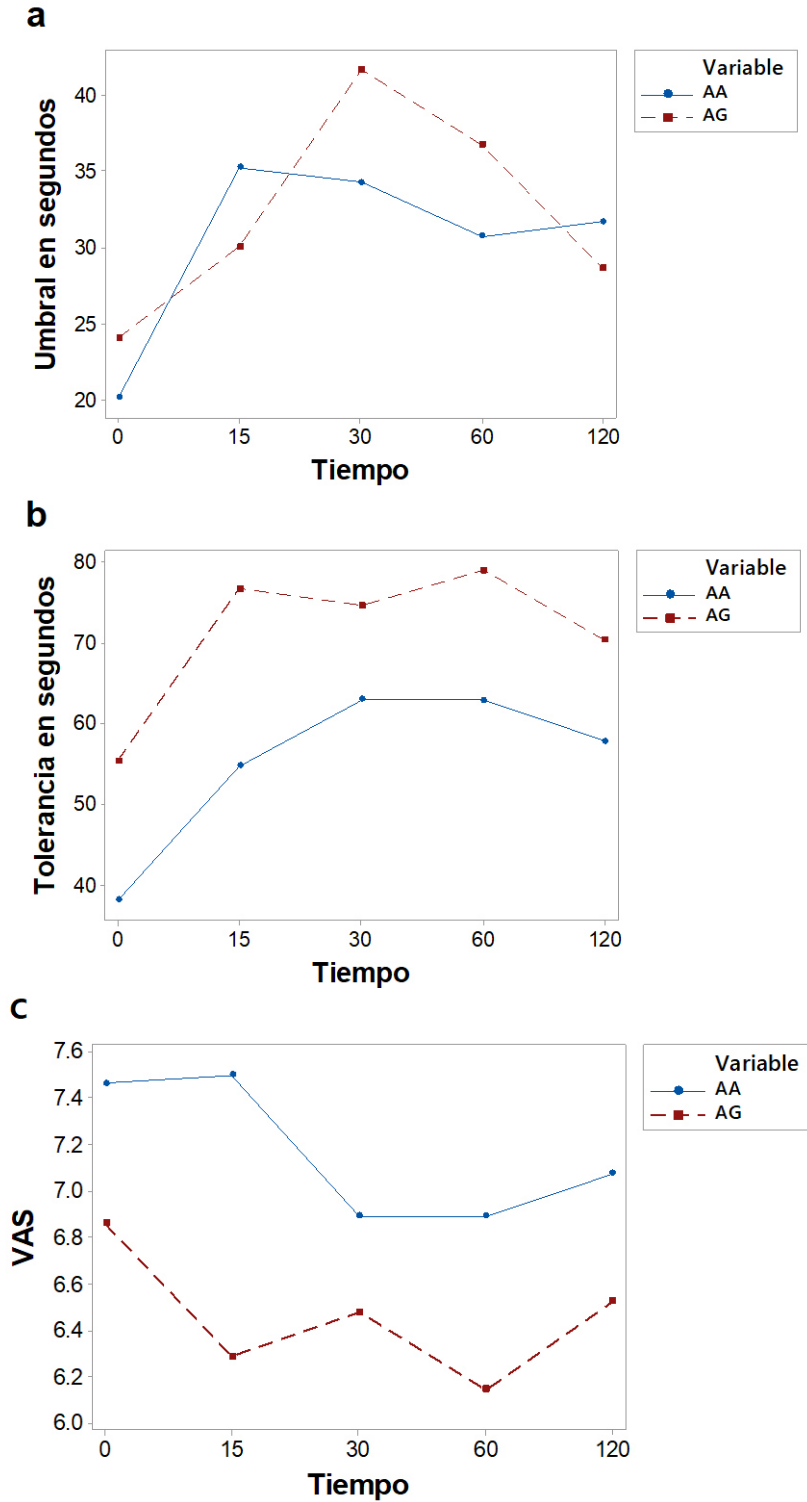 a
Umbral en segundos
40
35
30
25
20
0 15 30 60 120
Tiempo
Variable
AA
AG
b
Tolerancia en segundos
80
70
60
50
40
0 15 30 60 120
Tiempo
Variable
AA
AG
c
VAS
7.6
7.4
7.2
7.0
6.8
6.6
6.4
6.2
6.0
0 15 30 60 120
Tiempo
Variable
AA
AG